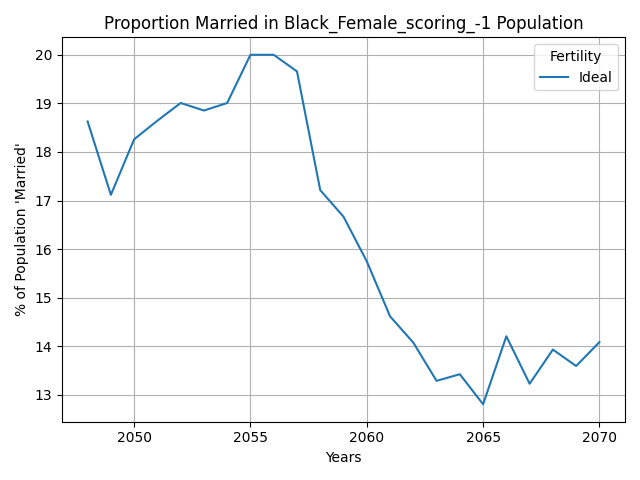 Proportion Married in Black_Female_scoring_-1 Population
Fertility
Ideal
% of Population 'Married'
20
19
18
17
16
15
14
13
2050 2055 2060 2065 2070
Years